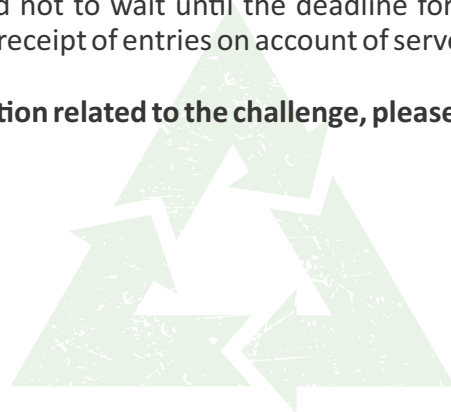 d not to wait until the deadline for
receipt of entries on account of serve
tion related to the challenge, please